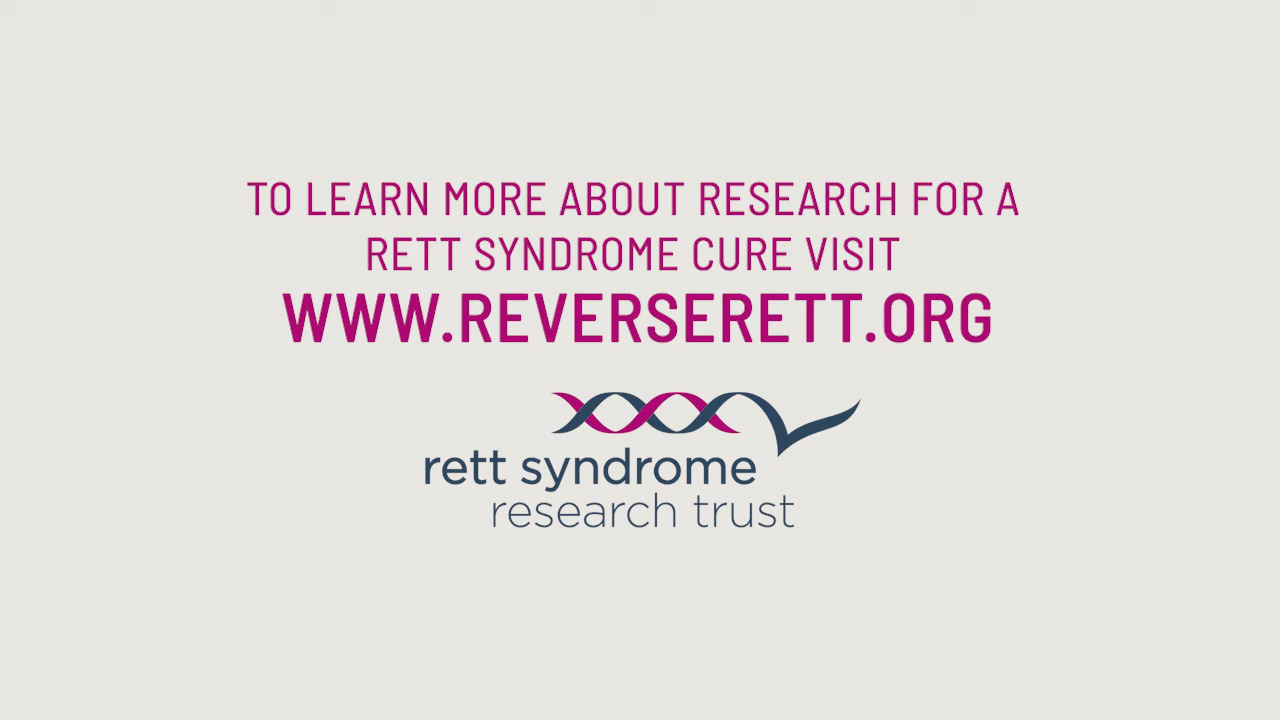 TO LEARN MORE ABOUT RESEARCH FOR A
RETT SYNDROME CURE VISIT
WWW.REVERSERETT.ORG
rett syndrome
research trust